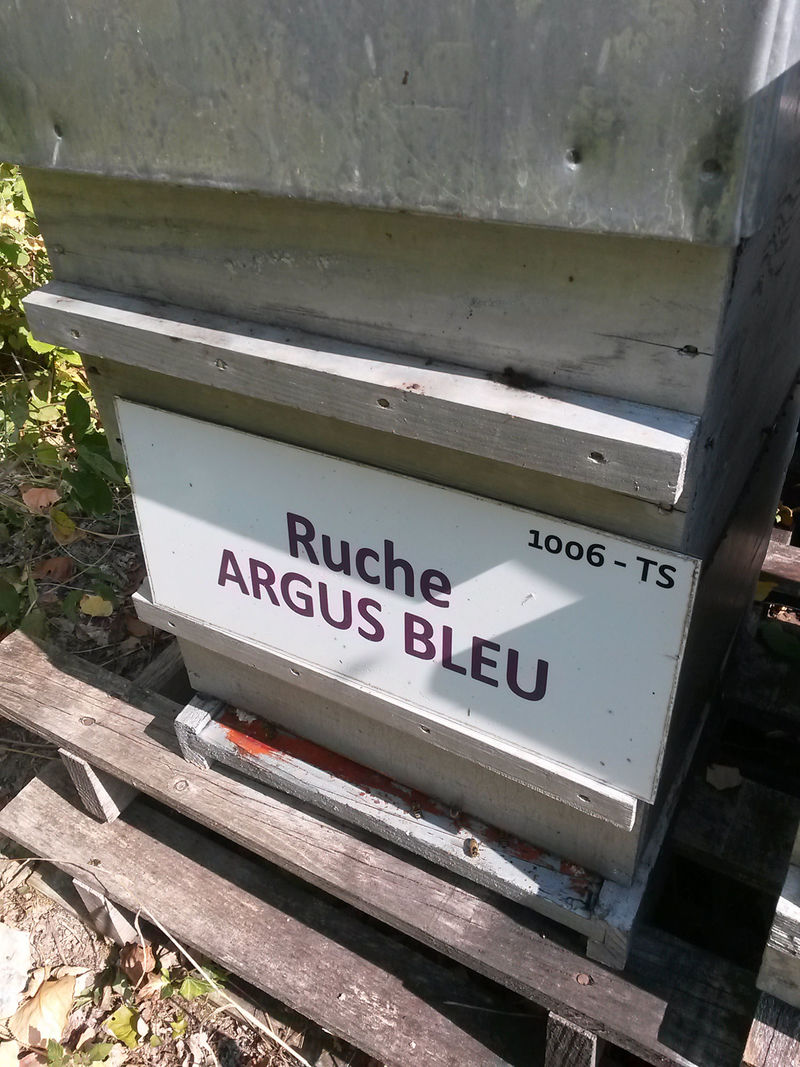 1006 - TS
Ruche
ARGUS BLEU